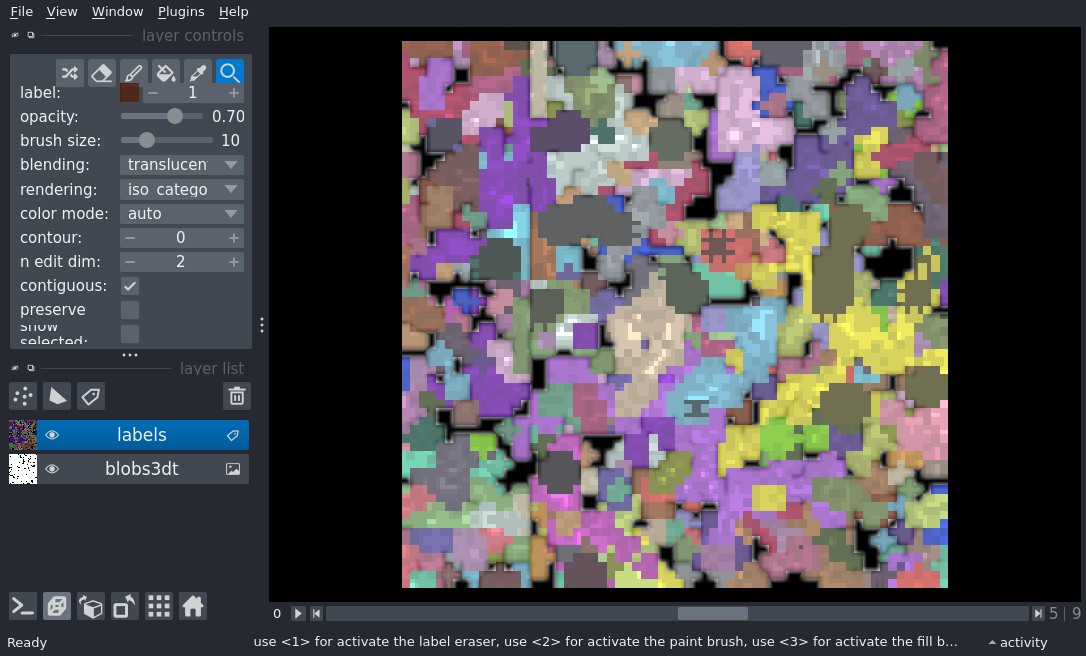 File View Window Plugins Help
layer controls
label: 1
opacity: 0.70
brush size: 10
blending: translucen
rendering: iso_catego
color mode: auto
contour: 0
n edit dim: 2
contiguous:
preserve
show
selected:
layer list
labels
blobs3dt
0 5 | 9
Ready use <1> for activate the label eraser, use <2> for activate the paint brush, use <3> for activate the fill b... activity